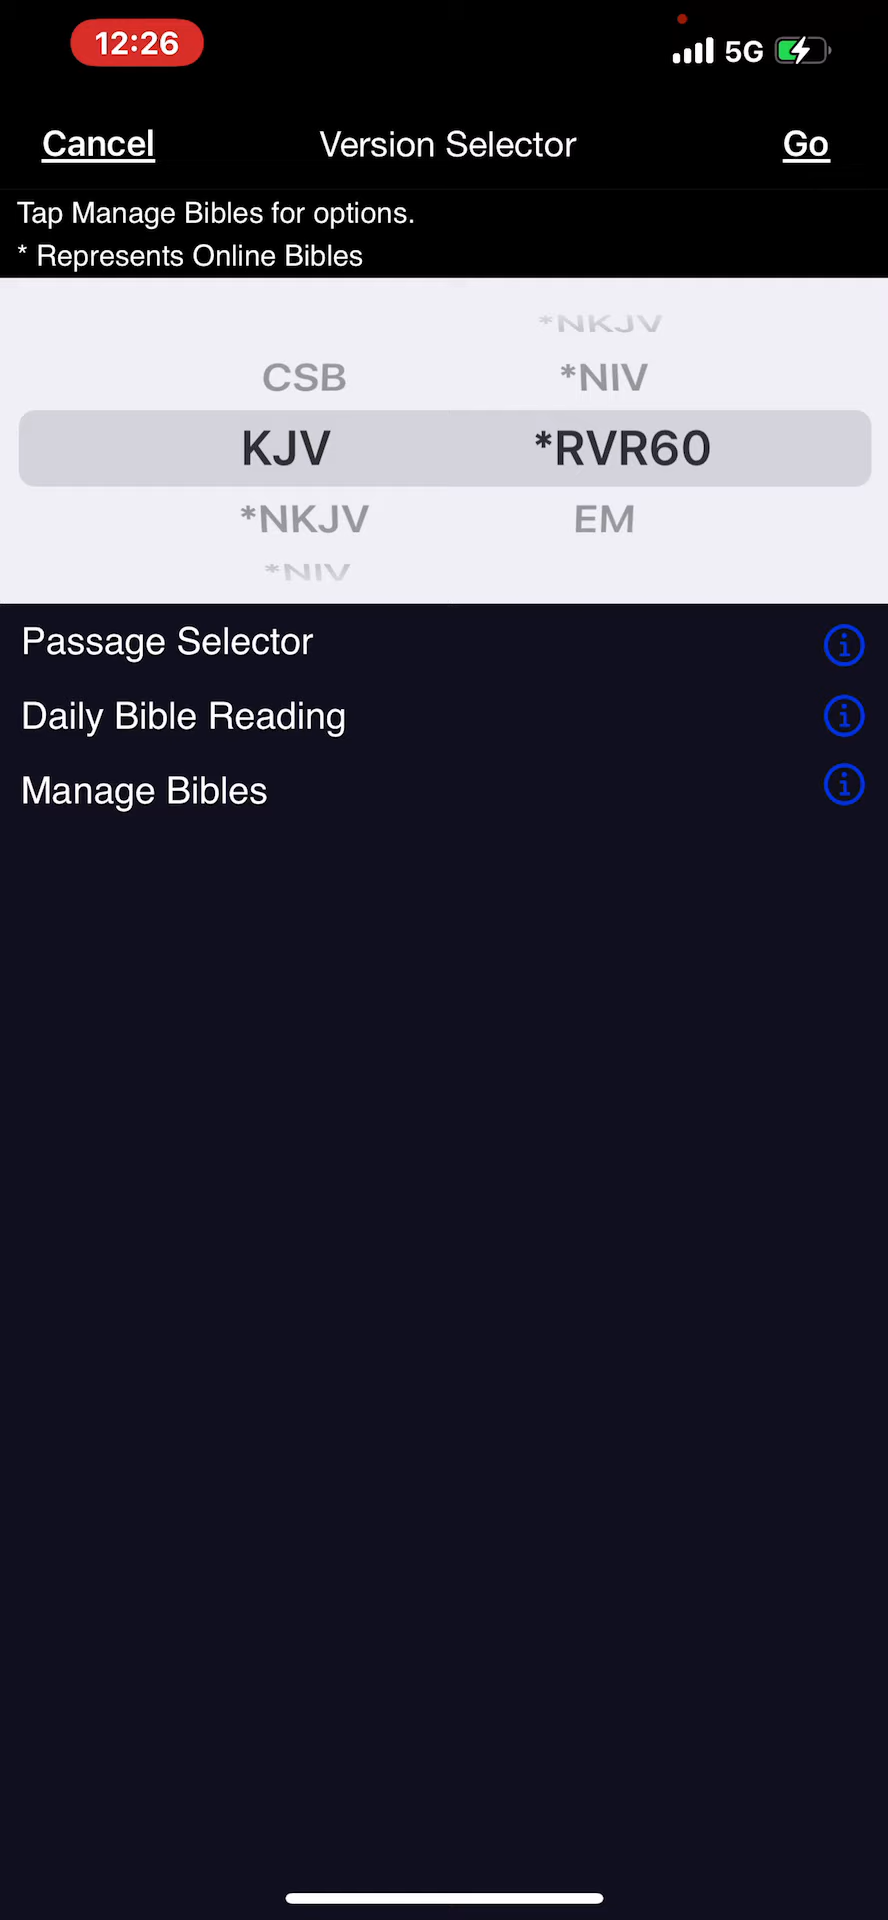 12:26 5G
Cancel Version Selector Go
Tap Manage Bibles for options.
* Represents Online Bibles
*NKJV
CSB *NIV
KJV *RVR60
*NKJV EM
*NIV
Passage Selector
Daily Bible Reading
Manage Bibles